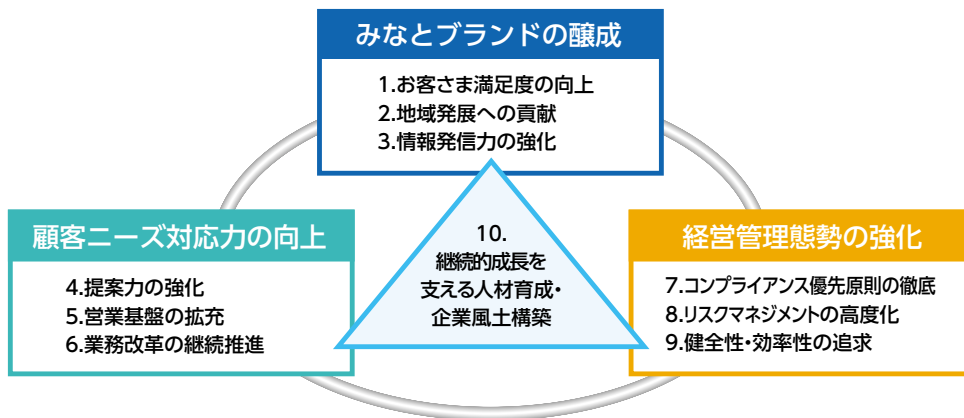 みなとブランドの醸成
1.お客さま満足度の向上
2.地域発展への貢献
3.情報発信力の強化
顧客ニーズ対応力の向上
4.提案力の強化
5.営業基盤の拡充
6.業務改革の継続推進
10.
継続的成長を
支える人材育成・
企業風土構築
経営管理態勢の強化
7.コンプライアンス優先原則の徹底
8.リスクマネジメントの高度化
9.健全性・効率性の追求